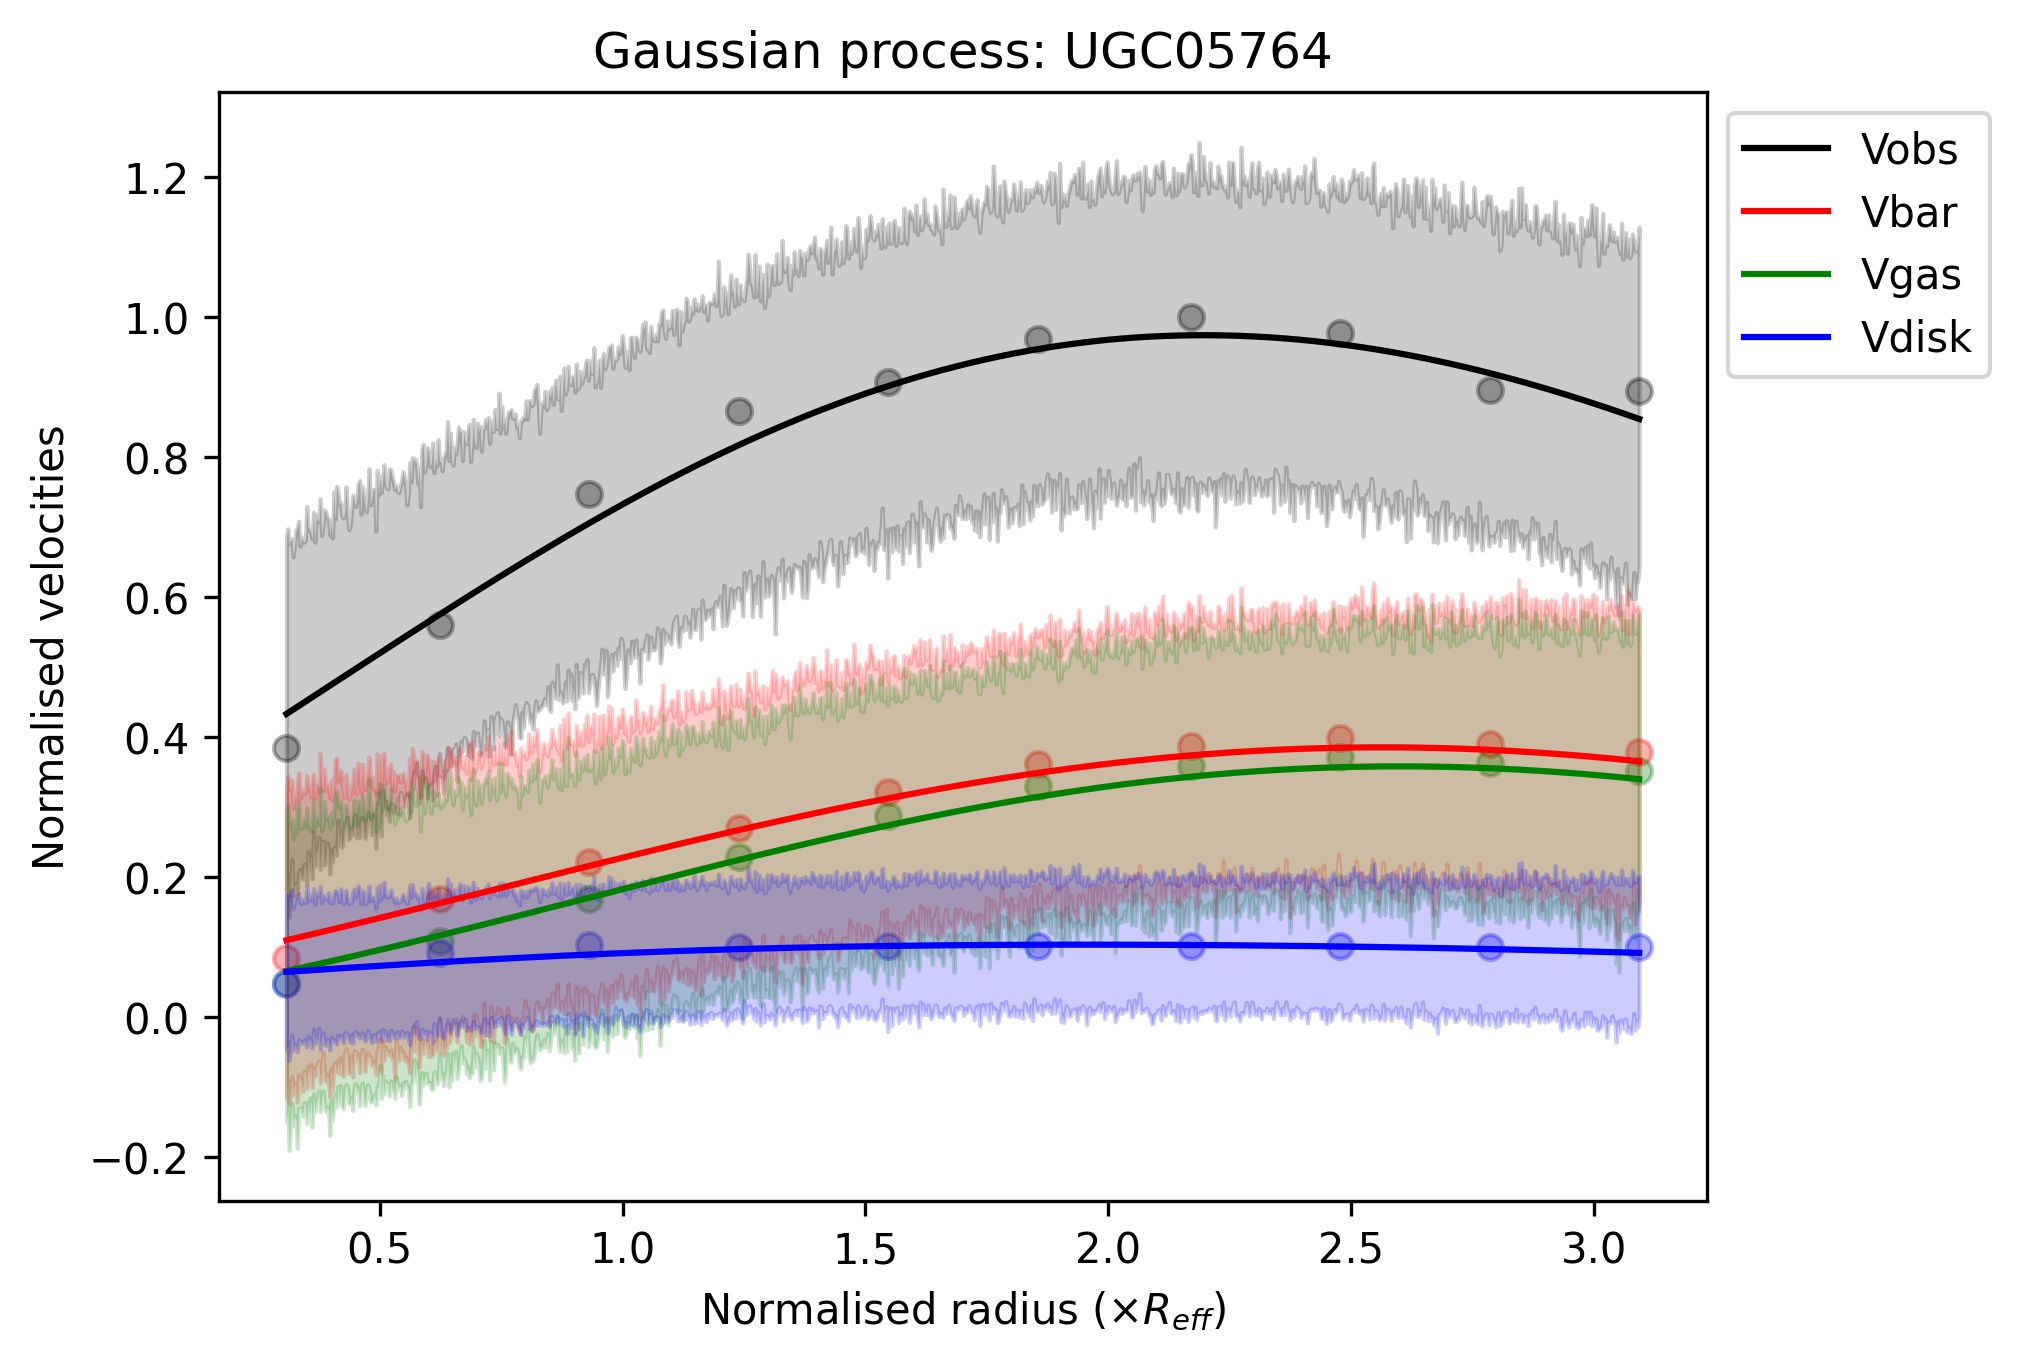 Gaussian process: UGC05764
Normalised velocities
1.2
1.0
0.8
0.6
0.4
0.2
0.0
−0.2
0.5 1.0 1.5 2.0 2.5 3.0
Normalised radius (×R_eff)
Vobs
Vbar
Vgas
Vdisk